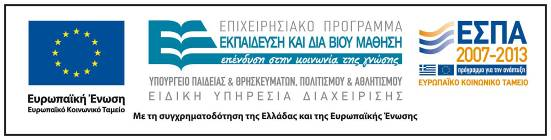 Ευρωπαϊκή Ένωση
Ευρωπαϊκό Κοινωνικό Ταμείο
ΕΠΙΧΕΙΡΗΣΙΑΚΟ ΠΡΟΓΡΑΜΜΑ
ΕΚΠΑΙΔΕΥΣΗ ΚΑΙ ΔΙΑ ΒΙΟΥ ΜΑΘΗΣΗ
επένδυση στην κοινωνία της γνώσης
ΥΠΟΥΡΓΕΙΟ ΠΑΙΔΕΙΑΣ & ΘΡΗΣΚΕΥΜΑΤΩΝ, ΠΟΛΙΤΙΣΜΟΥ & ΑΘΛΗΤΙΣΜΟΥ
ΕΙΔΙΚΗ ΥΠΗΡΕΣΙΑ ΔΙΑΧΕΙΡΙΣΗΣ
ΕΣΠΑ
2007-2013
πρόγραμμα για την ανάπτυξη
ΕΥΡΩΠΑΪΚΟ ΚΟΙΝΩΝΙΚΟ ΤΑΜΕΙΟ
Με τη συγχρηματοδότηση της Ελλάδας και της Ευρωπαϊκής Ένωσης